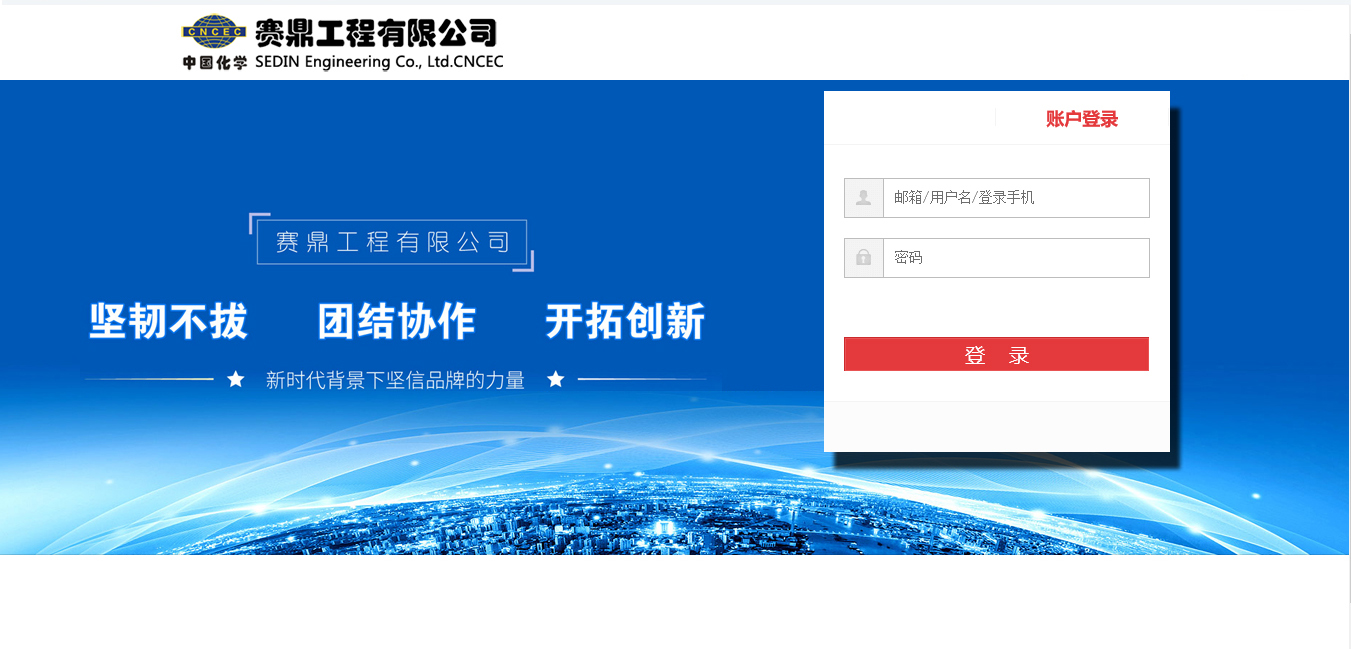 CNCEC
赛鼎工程有限公司
中国化学 SEDIN Engineering Co., Ltd.CNCEC
账户登录
邮箱/用户名/登录手机
密码
登 录
赛鼎工程有限公司
坚韧不拔 团结协作 开拓创新
新时代背景下坚信品牌的力量